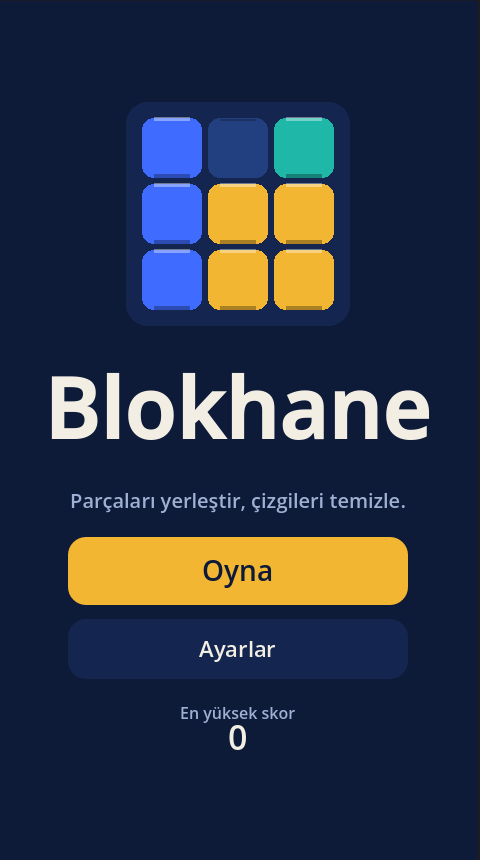 Blokhane
Parçaları yerleştir, çizgileri temizle.
Oyna
Ayarlar
En yüksek skor
0